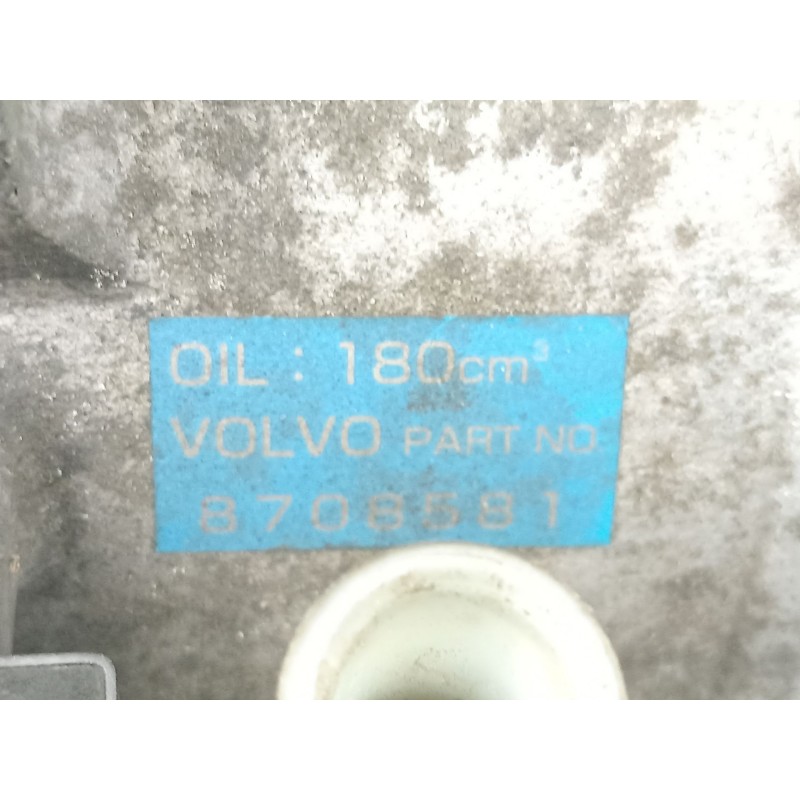 OIL : 180cm³
VOLVO PART NO.
8708581